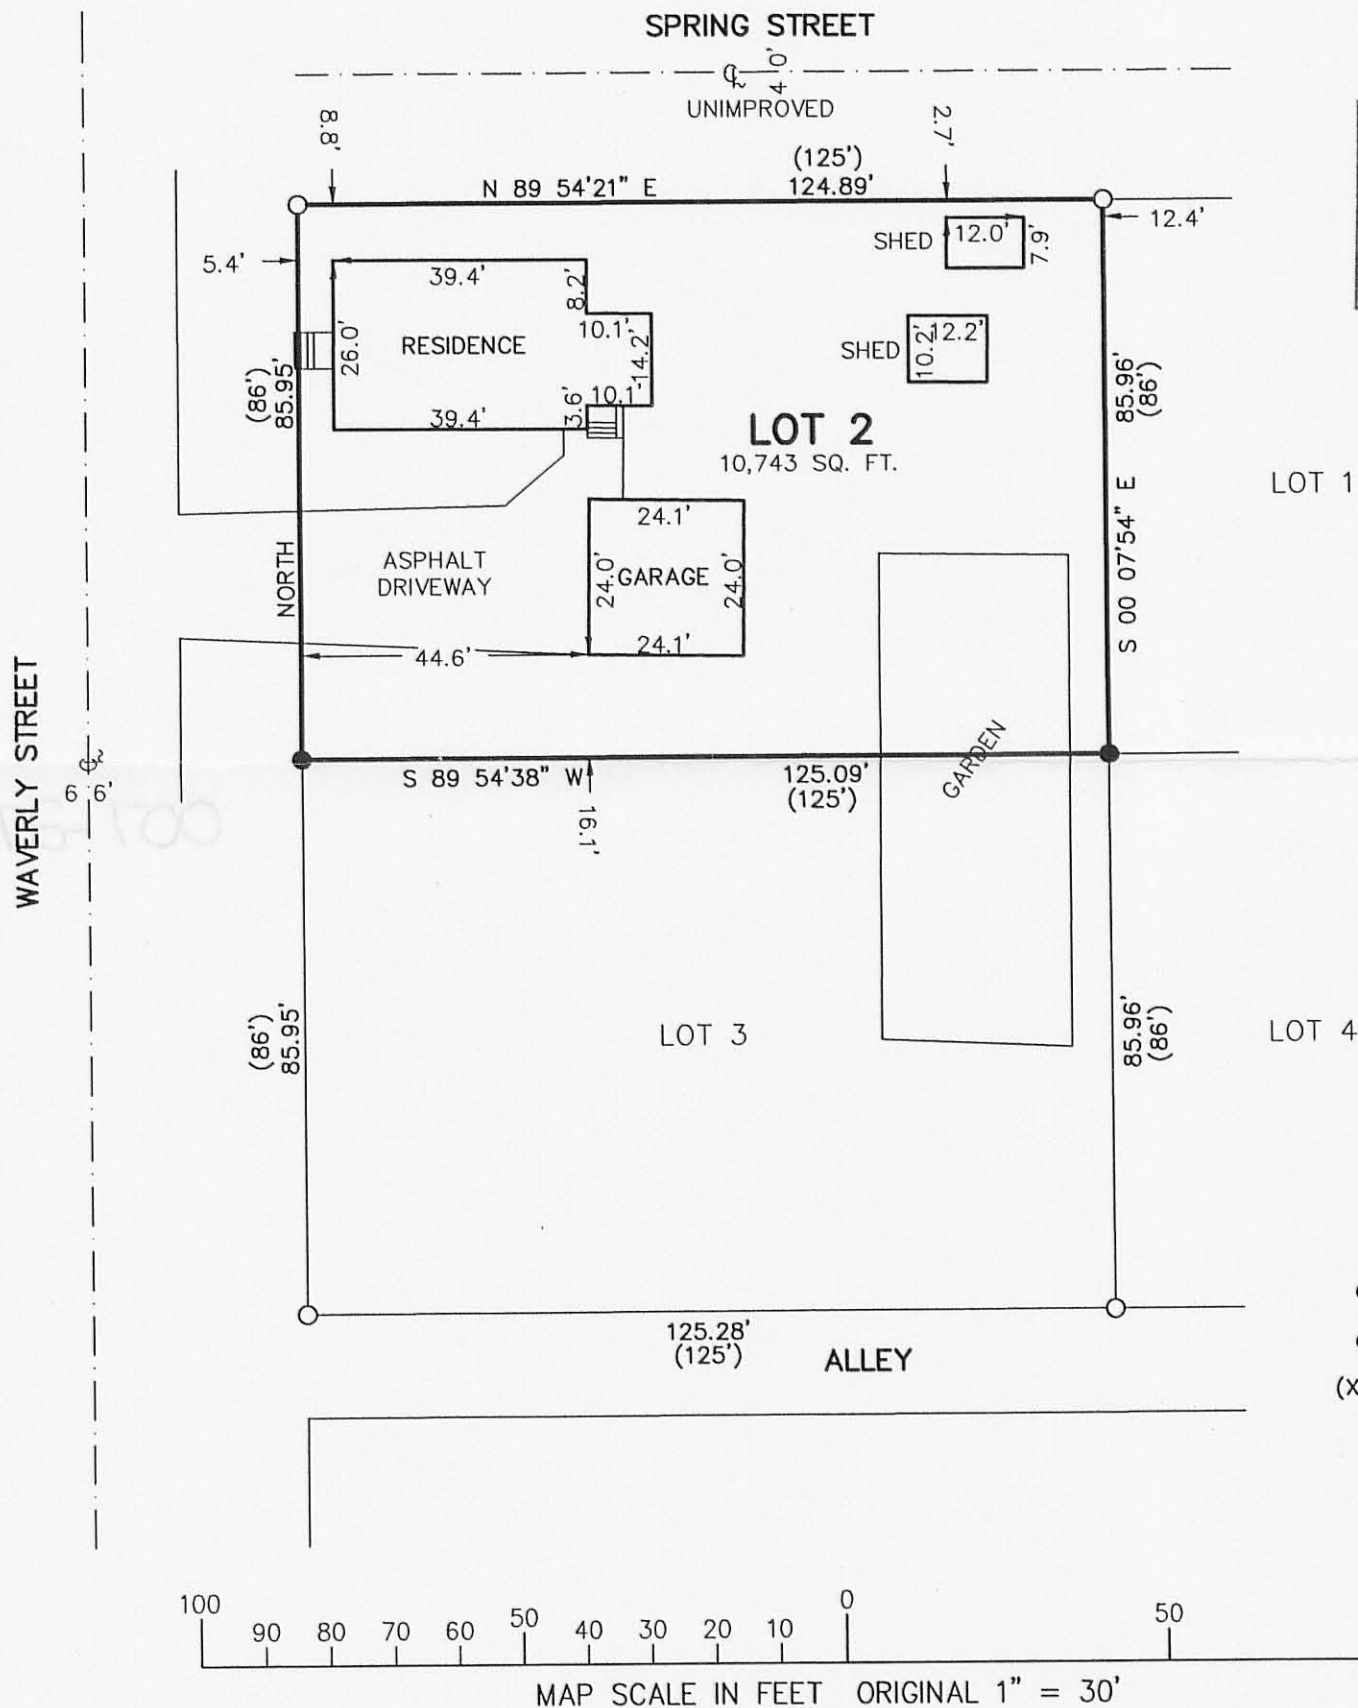 SPRING STREET
℄
40'
UNIMPROVED
8.8'
2.7'
(125')
N 89 54'21" E
124.89'
12.4'
5.4'
SHED
12.0'
7.9'
39.4'
8.2'
10.1'
RESIDENCE
26.0'
14.2'
SHED
10.2'
12.2'
(86')
85.95'
10.1'
3.6'
39.4'
LOT 2
10,743 SQ. FT.
85.96'
(86')
LOT 1
S 00 07'54" E
NORTH
24.1'
ASPHALT
DRIVEWAY
24.0'
GARAGE
24.0'
24.1'
44.6'
WAVERLY STREET
℄
66'
S 89 54'38" W
125.09'
(125')
16.1'
GARDEN
(86')
85.95'
LOT 3
85.96'
(86')
LOT 4
125.28'
(125')
ALLEY
(X
100 90 80 70 60 50 40 30 20 10 0 50
MAP SCALE IN FEET ORIGINAL 1" = 30'